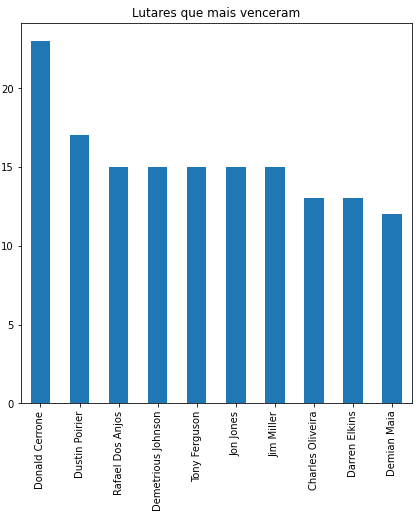 Lutares que mais venceram
20
15
10
5
0
Donald Cerrone
Dustin Poirier
Rafael Dos Anjos
Demetrious Johnson
Tony Ferguson
Jon Jones
Jim Miller
Charles Oliveira
Darren Elkins
Demian Maia